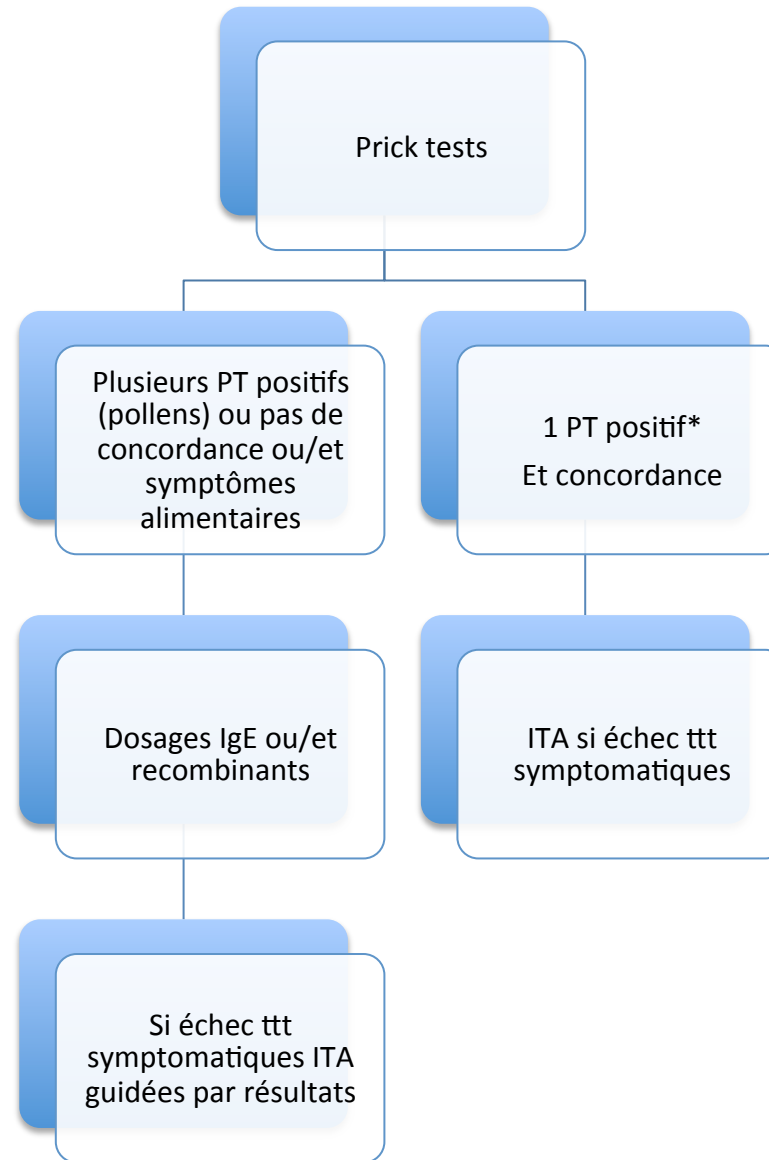 Prick tests
Plusieurs PT positifs
(pollens) ou pas de
concordance ou/et
symptômes
alimentaires
1 PT positif*
Et concordance
Dosages IgE ou/et
recombinants
ITA si échec ttt
symptomatiques
Si échec ttt
symptomatiques ITA
guidées par résultats